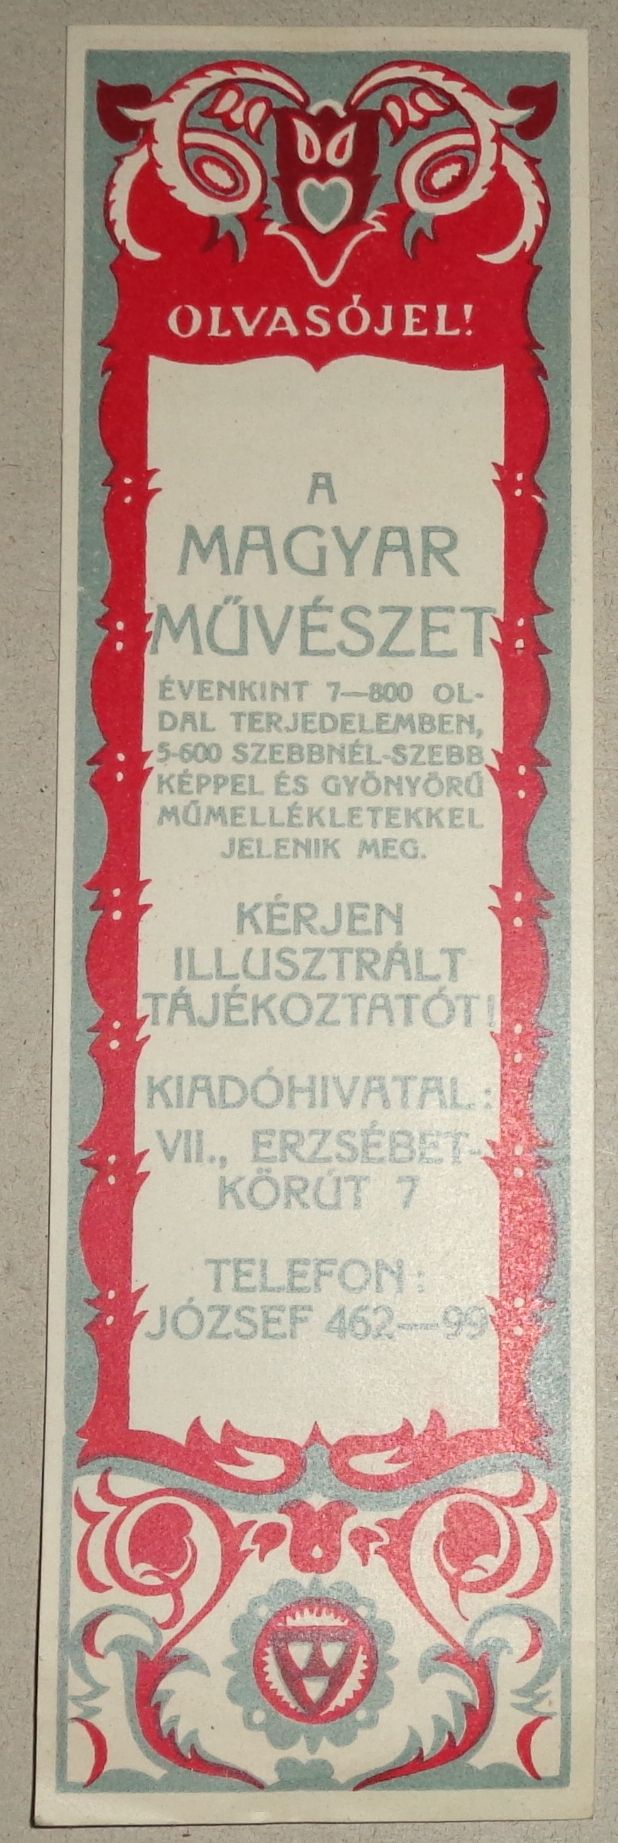 OLVASÓJEL!
A
MAGYAR
MŰVÉSZET
ÉVENKINT 7—800 OL-
DAL TERJEDELEMBEN,
5-600 SZEBBNÉL-SZEBB
KÉPPEL ÉS GYÖNYÖRŰ
MŰMELLÉKLETEKKEL
JELENIK MEG.
KÉRJEN
ILLUSZTRÁLT
TÁJÉKOZTATÓT!
KIADÓHIVATAL:
VII., ERZSÉBET-
KÖRÚT 7
TELEFON:
JÓZSEF 462—99